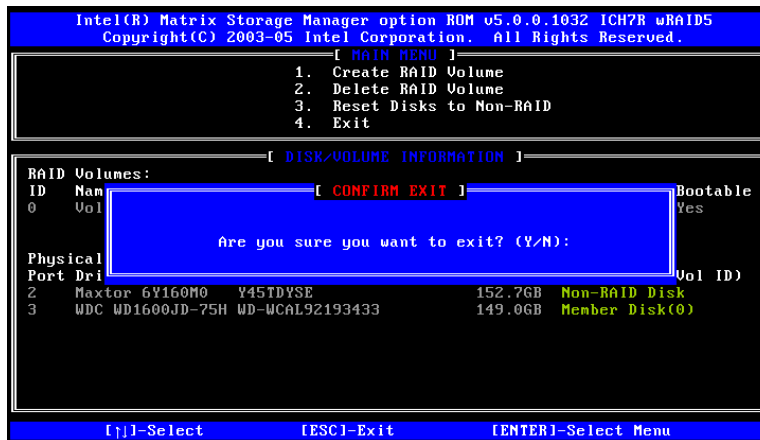 Intel(R) Matrix Storage Manager option ROM v5.0.0.1032 ICH7R wRAID5
Copyright(C) 2003-05 Intel Corporation.  All Rights Reserved.
[ MAIN MENU ]
1.  Create RAID Volume
2.  Delete RAID Volume
3.  Reset Disks to Non-RAID
4.  Exit
[ DISK/VOLUME INFORMATION ]
RAID Volumes:
ID Nam Bootable
0 Vol Yes
[ CONFIRM EXIT ]
Are you sure you want to exit? (Y/N):
Physical
Port Dri Vol ID)
2 Maxtor 6Y160M0 Y45TDYSE 152.7GB Non-RAID Disk
3 WDC WD1600JD-75H WD-WCAL92193433 149.0GB Member Disk(0)
[↑↓]-Select [ESC]-Exit [ENTER]-Select Menu